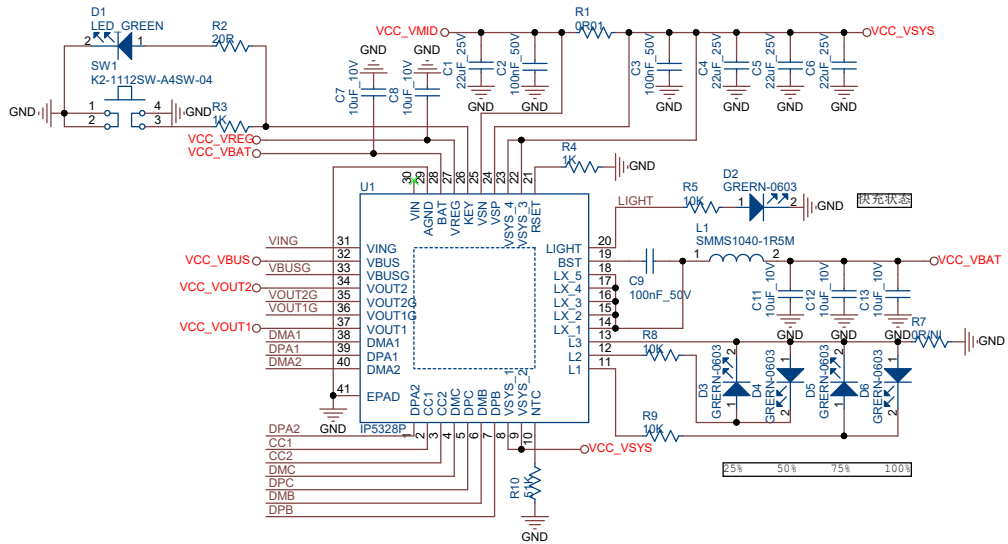 D1
LED_GREEN
2
1
R2
20R
SW1
K2-1112SW-A4SW-04
GND
1
2
4
3
GND
R3
1K
VCC_VREG
VCC_VBAT
GND
GND
C7
10uF_10V
C8
10uF_10V
VCC_VMID
R1
0R01
VCC_VSYS
C1
22uF_25V
C2
100nF_50V
C3
100nF_50V
C4
22uF_25V
C5
22uF_25V
C6
22uF_25V
GND
GND
GND
GND
GND
R4
1K
GND
U1
30
29
28
27
26
25
24
23
22
21
VIN
AGND
BAT
VREG
KEY
VSN
VSP
VSYS_4
VSYS_3
RSET
VING
31
VING
VCC_VBUS
32
VBUS
VBUSG
33
VBUSG
VCC_VOUT2
34
VOUT2
VOUT2G
35
VOUT2G
VOUT1G
36
VOUT1G
VCC_VOUT1
37
VOUT1
DMA1
38
DMA1
DPA1
39
DPA1
DMA2
40
DMA2
41
EPAD
GND
IP5328P
LIGHT
20
BST
19
LX_5
18
LX_4
17
LX_3
16
LX_2
15
LX_1
14
L3
13
L2
12
L1
11
DPA2
CC1
CC2
DMC
DPC
DMB
DPB
VSYS_1
VSYS_2
NTC
1
2
3
4
5
6
7
8
9
10
DPA2
CC1
CC2
DMC
DPC
DMB
DPB
VCC_VSYS
R10
51K
GND
LIGHT
R5
10K
D2
GRERN-0603
1
2
GND
快充状态
L1
SMMS1040-1R5M
1
2
VCC_VBAT
C9
100nF_50V
C11
10uF_10V
C12
10uF_10V
C13
10uF_10V
GND
GND
GND
R7
0R/NI
GND
R8
10K
R9
10K
D3
GRERN-0603
2
1
D4
GRERN-0603
1
2
D5
GRERN-0603
2
1
D6
GRERN-0603
1
2
25% 50% 75% 100%